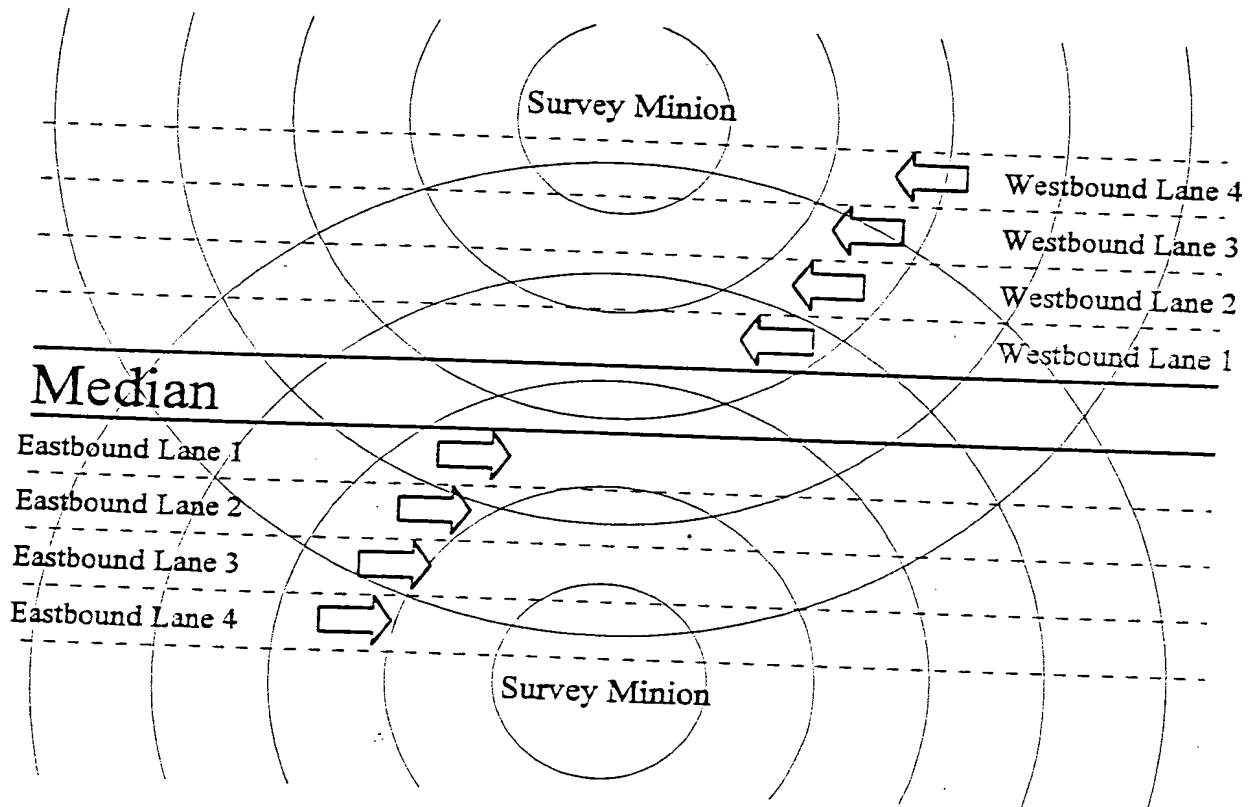 Survey Minion
Westbound Lane 4
Westbound Lane 3
Westbound Lane 2
Westbound Lane 1
Median
Eastbound Lane 1
Eastbound Lane 2
Eastbound Lane 3
Eastbound Lane 4
Survey Minion